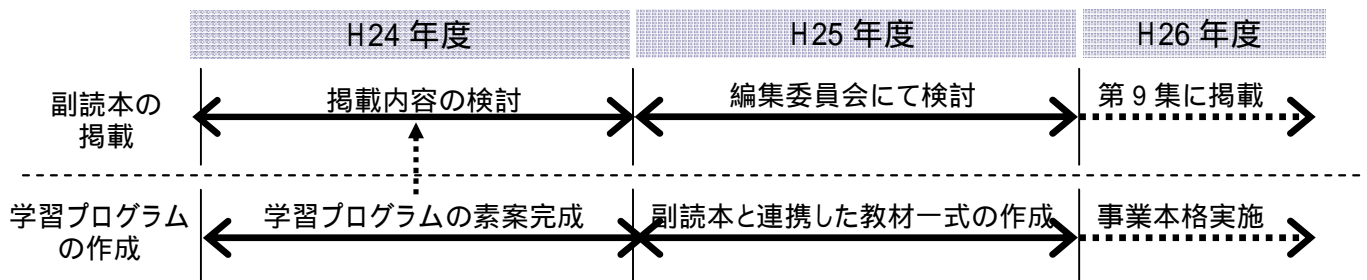 H24 年度
H25 年度
H26 年度
副読本の
掲載
掲載内容の検討
編集委員会にて検討
第 9 集に掲載
学習プログラム
の作成
学習プログラムの素案完成
副読本と連携した教材一式の作成
事業本格実施